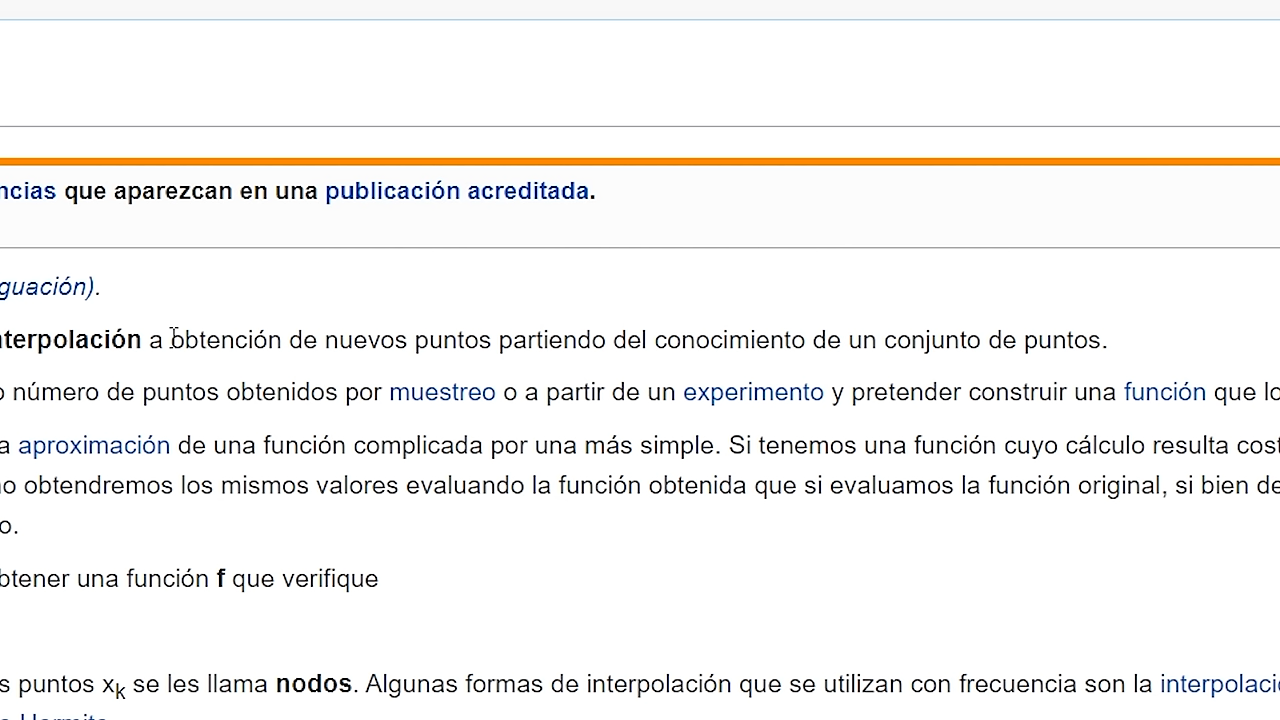 ncias que aparezcan en una publicación acreditada.
guación).
nterpolación a obtención de nuevos puntos partiendo del conocimiento de un conjunto de puntos.
o número de puntos obtenidos por muestreo o a partir de un experimento y pretender construir una función que lo
a aproximación de una función complicada por una más simple. Si tenemos una función cuyo cálculo resulta cost
no obtendremos los mismos valores evaluando la función obtenida que si evaluamos la función original, si bien de
o.
btener una función f que verifique
s puntos xk se les llama nodos. Algunas formas de interpolación que se utilizan con frecuencia son la interpolaci
Hermite